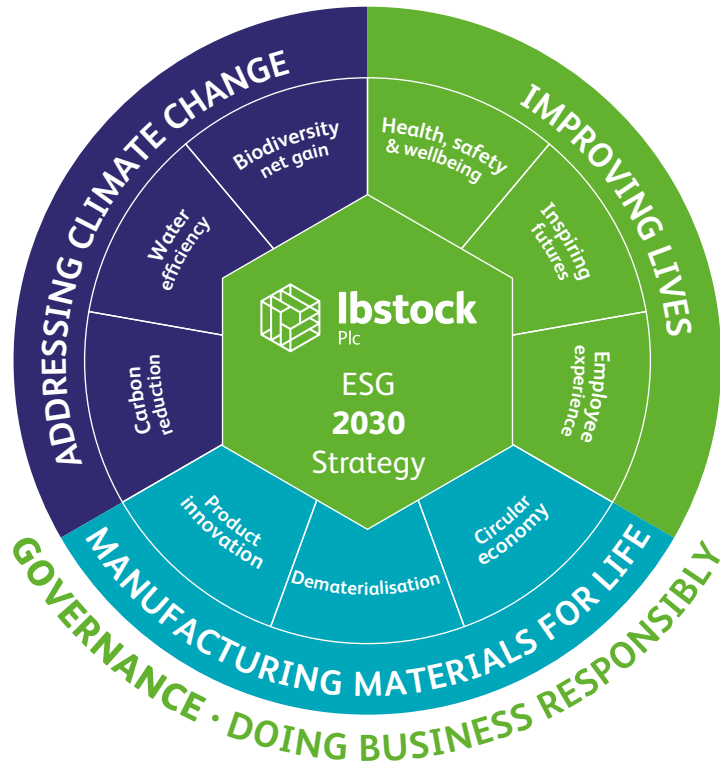 ADDRESSING CLIMATE CHANGE
Biodiversity
net gain
Water
efficiency
Carbon
reduction
IMPROVING LIVES
Health, safety
& wellbeing
Inspiring
futures
Employee
experience
Ibstock
Plc
ESG
2030
Strategy
Product
innovation
Dematerialisation
Circular
economy
MANUFACTURING MATERIALS FOR LIFE
GOVERNANCE · DOING BUSINESS RESPONSIBLY